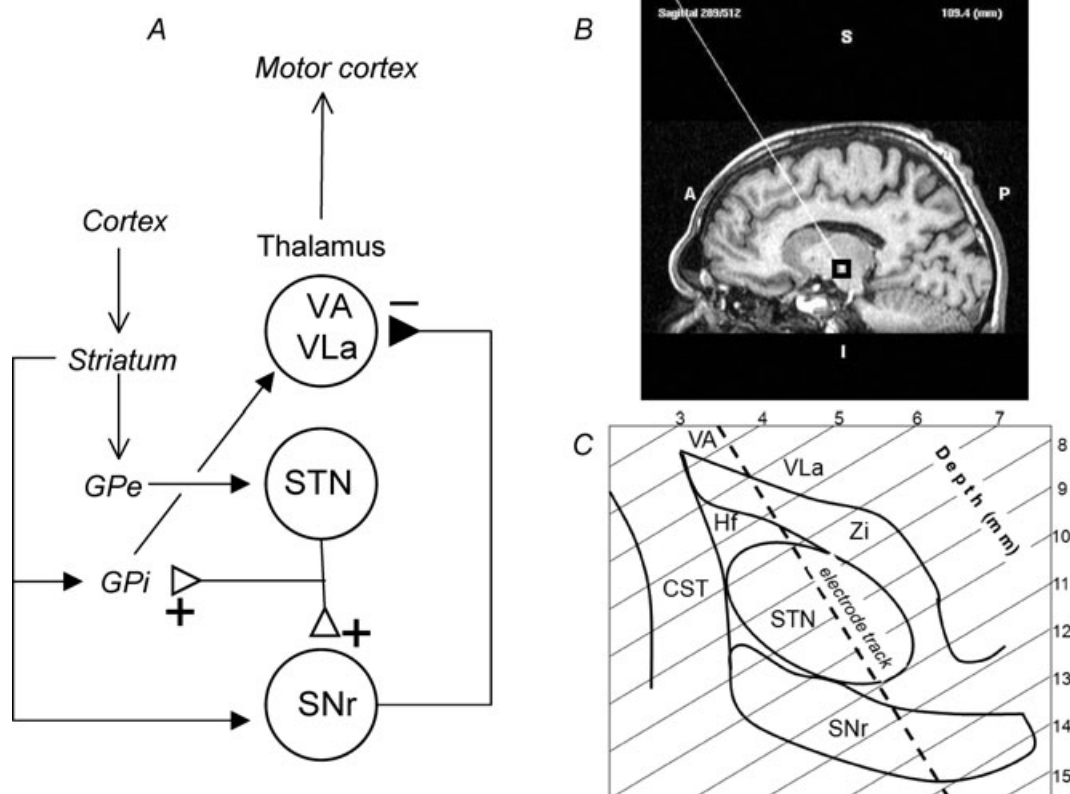 A
Motor cortex
Cortex
Thalamus
VA
VLa
−
Striatum
GPe
STN
GPi
+
+
SNr
B
Sagittal 289/512
109.4 (mm)
S
A
P
I
C
3 4 5 6 7
8
9
10
11
12
13
14
15
VA
VLa
Depth (mm)
Hf
Zi
CST
electrode track
STN
SNr